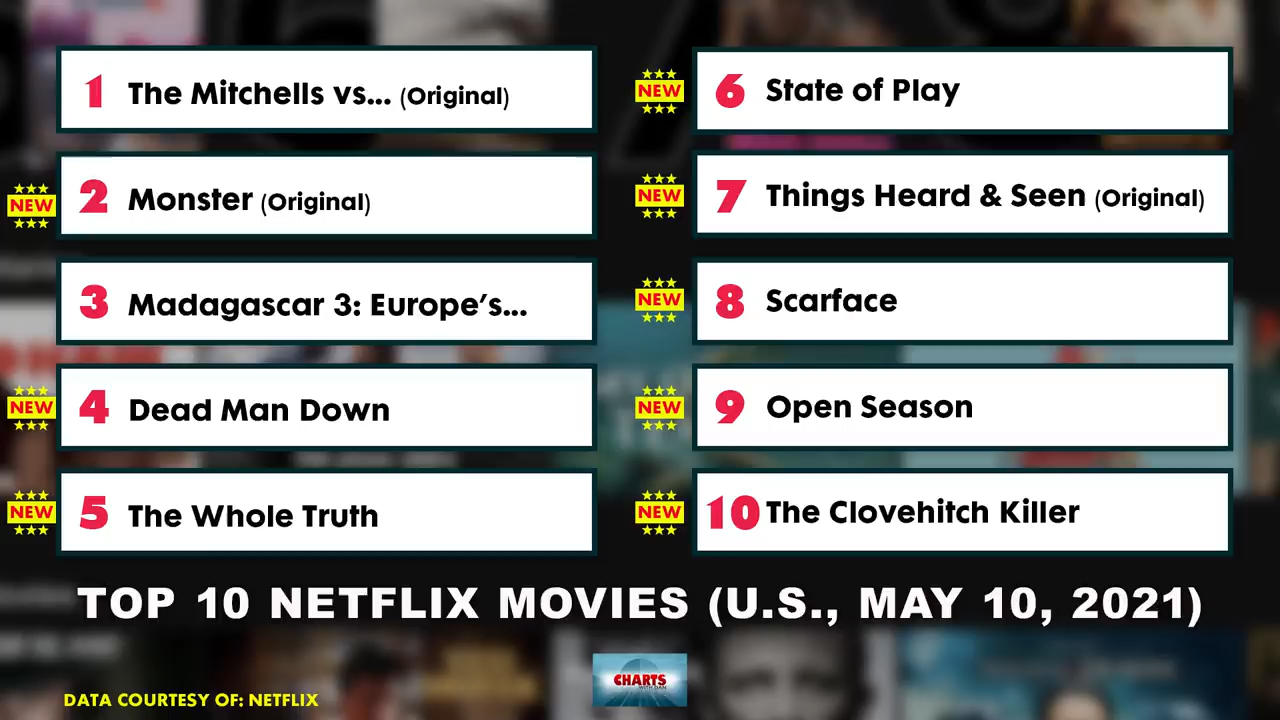 1 The Mitchells vs... (Original)
NEW 2 Monster (Original)
3 Madagascar 3: Europe's...
NEW 4 Dead Man Down
NEW 5 The Whole Truth
NEW 6 State of Play
NEW 7 Things Heard & Seen (Original)
NEW 8 Scarface
NEW 9 Open Season
NEW 10 The Clovehitch Killer
TOP 10 NETFLIX MOVIES (U.S., MAY 10, 2021)
CHARTS
WITH DAN
DATA COURTESY OF: NETFLIX